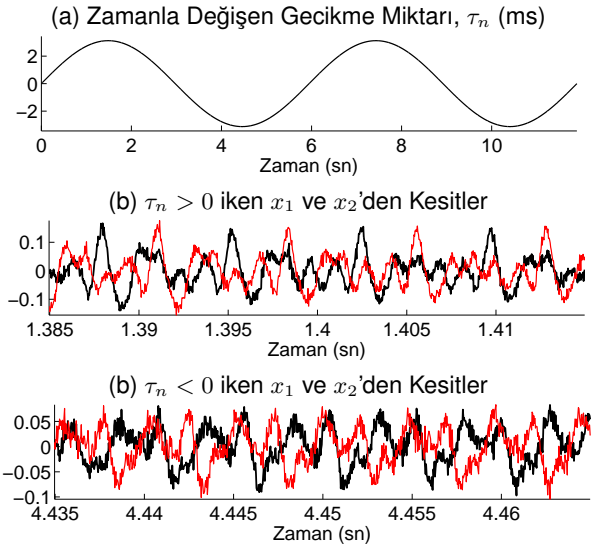 (a) Zamanla Değişen Gecikme Miktarı, τₙ (ms)
2
0
−2
0 2 4 6 8 10
Zaman (sn)
(b) τₙ > 0 iken x₁ ve x₂'den Kesitler
0.1
0
−0.1
1.385 1.39 1.395 1.4 1.405 1.41
Zaman (sn)
(b) τₙ < 0 iken x₁ ve x₂'den Kesitler
0.05
0
−0.05
−0.1
4.435 4.44 4.445 4.45 4.455 4.46
Zaman (sn)